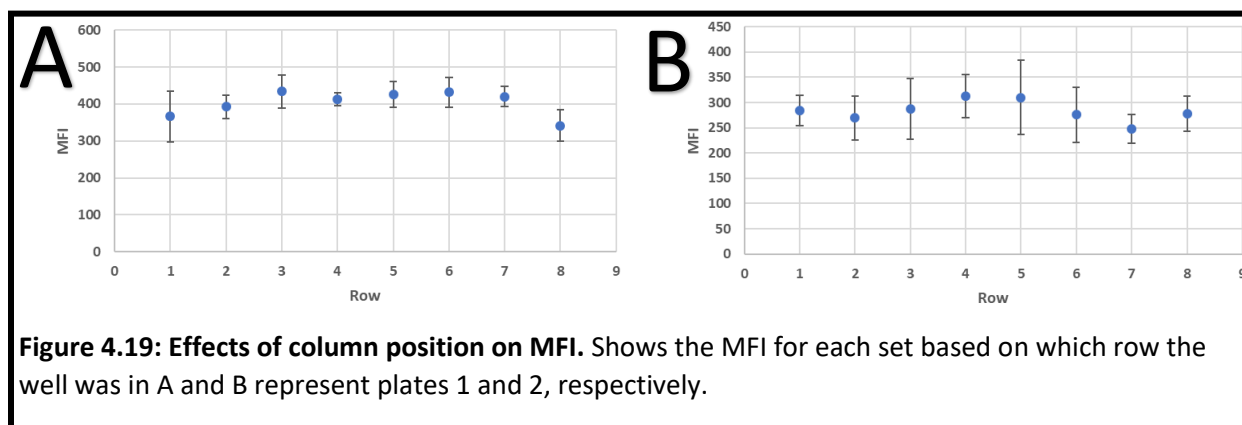 A
600
500
400
300
200
100
0
MFI
0 1 2 3 4 5 6 7 8 9
Row
B
450
400
350
300
250
200
150
100
50
0
MFI
0 1 2 3 4 5 6 7 8 9
Row
Figure 4.19: Effects of column position on MFI. Shows the MFI for each set based on which row the
well was in A and B represent plates 1 and 2, respectively.